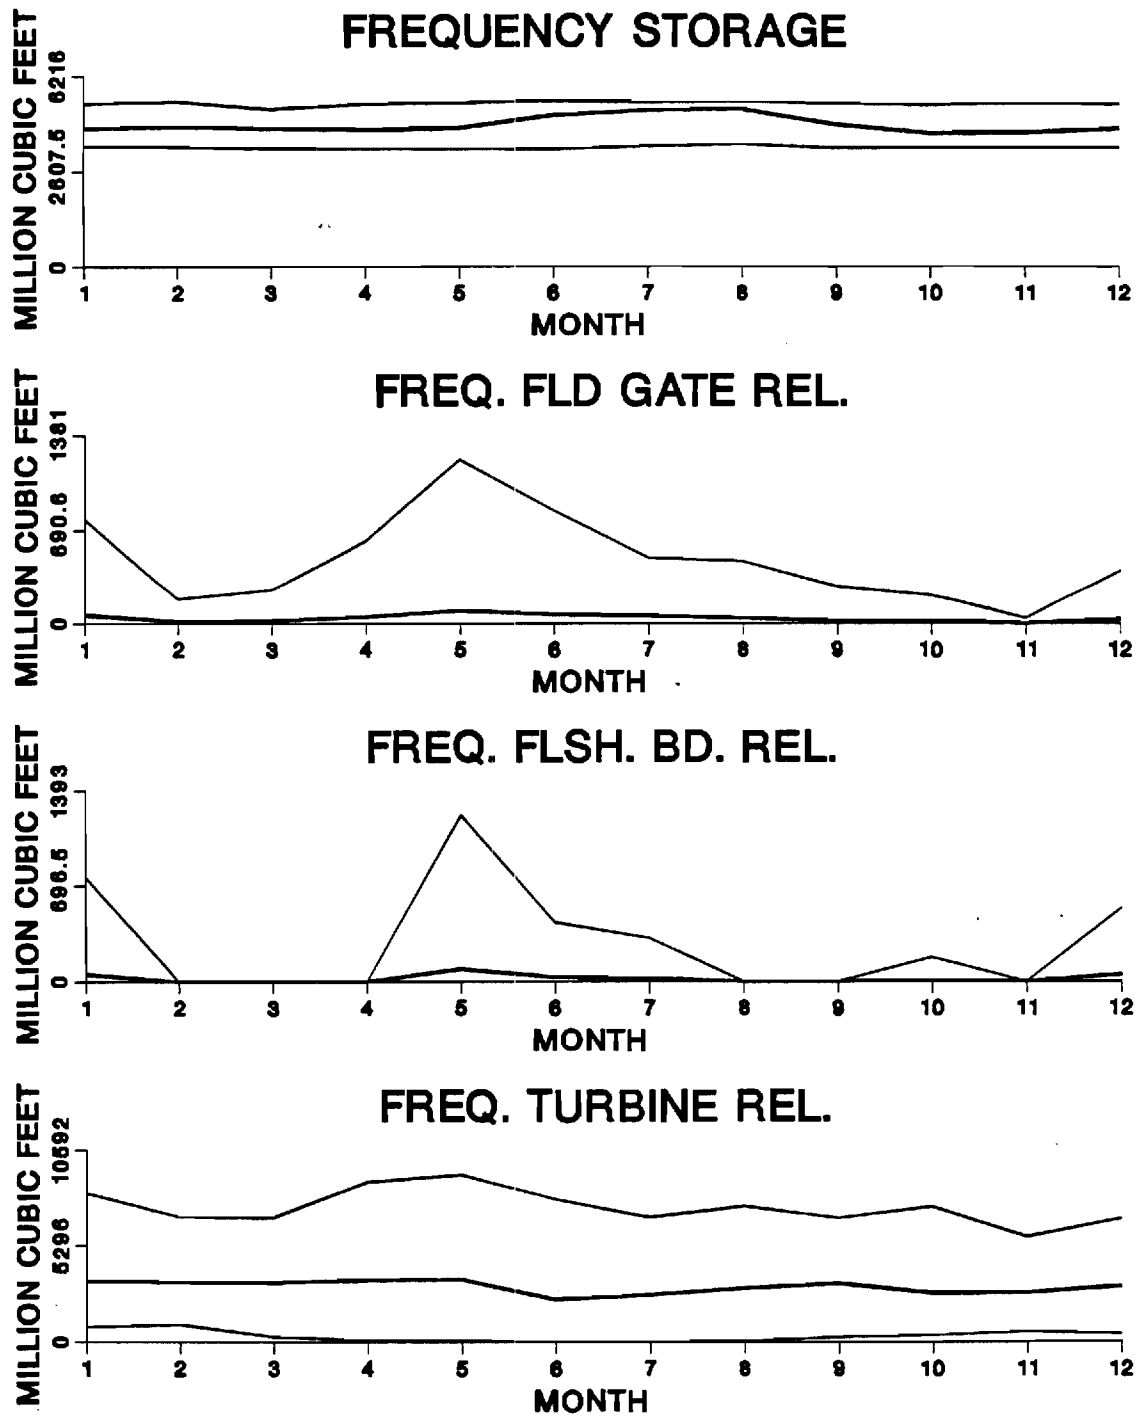 FREQUENCY STORAGE
MILLION CUBIC FEET
5215
2607.5
0
1 2 3 4 5 6 7 8 9 10 11 12
MONTH
FREQ. FLD GATE REL.
MILLION CUBIC FEET
1381
690.5
0
1 2 3 4 5 6 7 8 9 10 11 12
MONTH
FREQ. FLSH. BD. REL.
MILLION CUBIC FEET
1393
696.5
0
1 2 3 4 5 6 7 8 9 10 11 12
MONTH
FREQ. TURBINE REL.
MILLION CUBIC FEET
10592
5296
0
1 2 3 4 5 6 7 8 9 10 11 12
MONTH